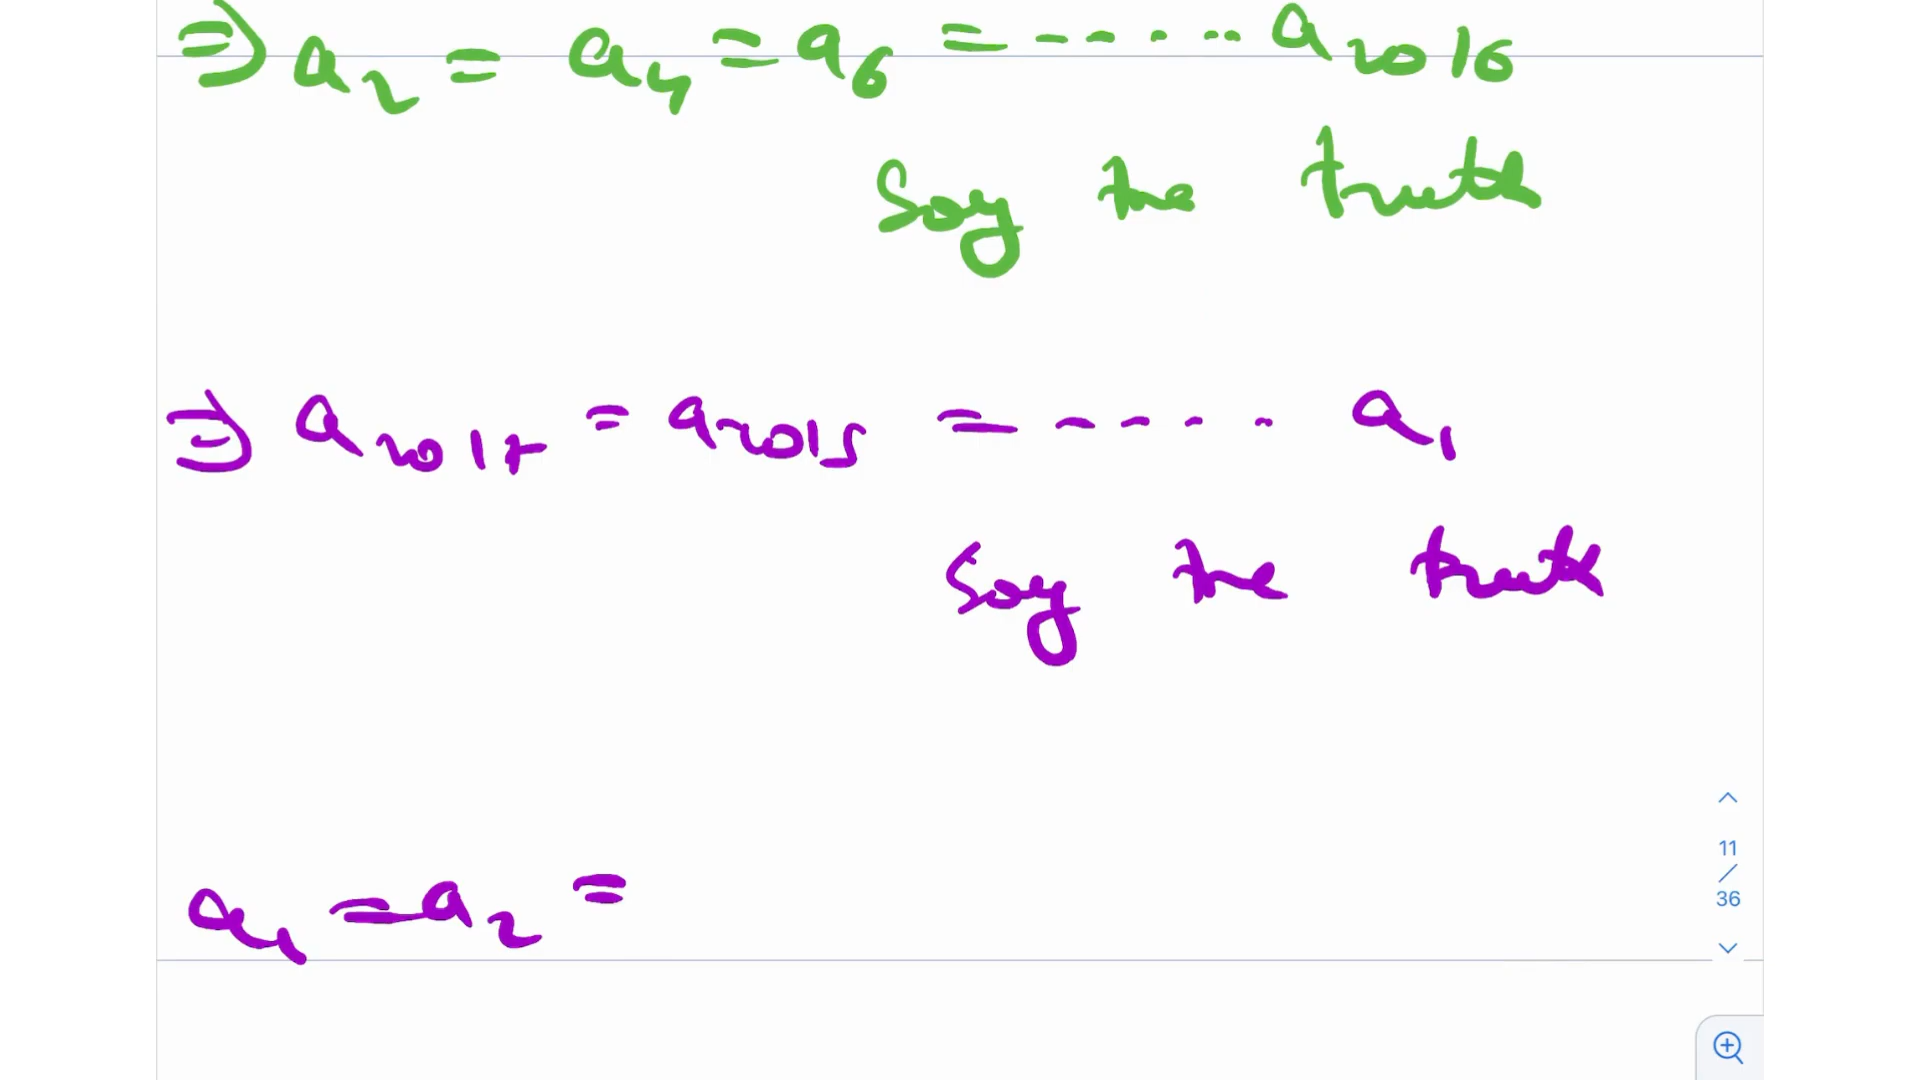 ⇒ a₂ = a₄ = a₆ = ----.... a₂₀₁₆
Say the truth
⇒ a₂₀₁₇ = a₂₀₁₅ = ----.... a₁
Say the truth
a₁ = a₂ =
11
/
36